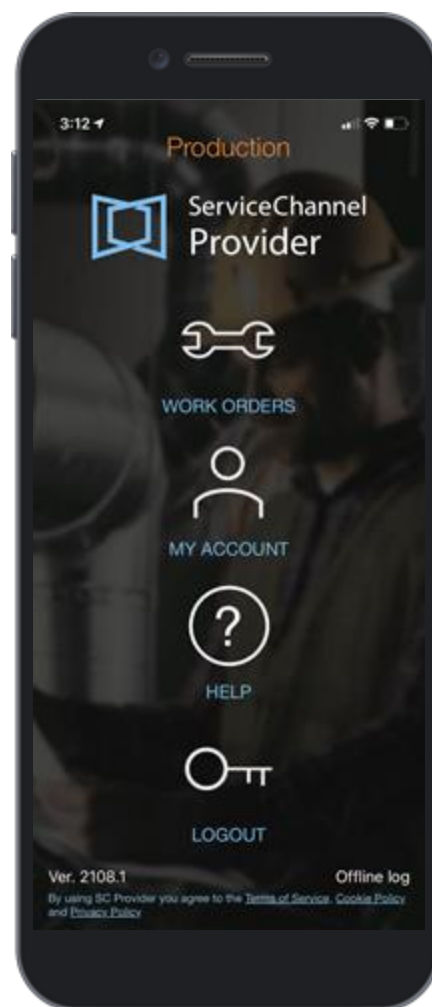 3:12
Production
ServiceChannel
Provider
WORK ORDERS
MY ACCOUNT
?
HELP
LOGOUT
Ver. 2108.1 Offline log
By using SC Provider you agree to the Terms of Service, Cookie Policy
and Privacy Policy